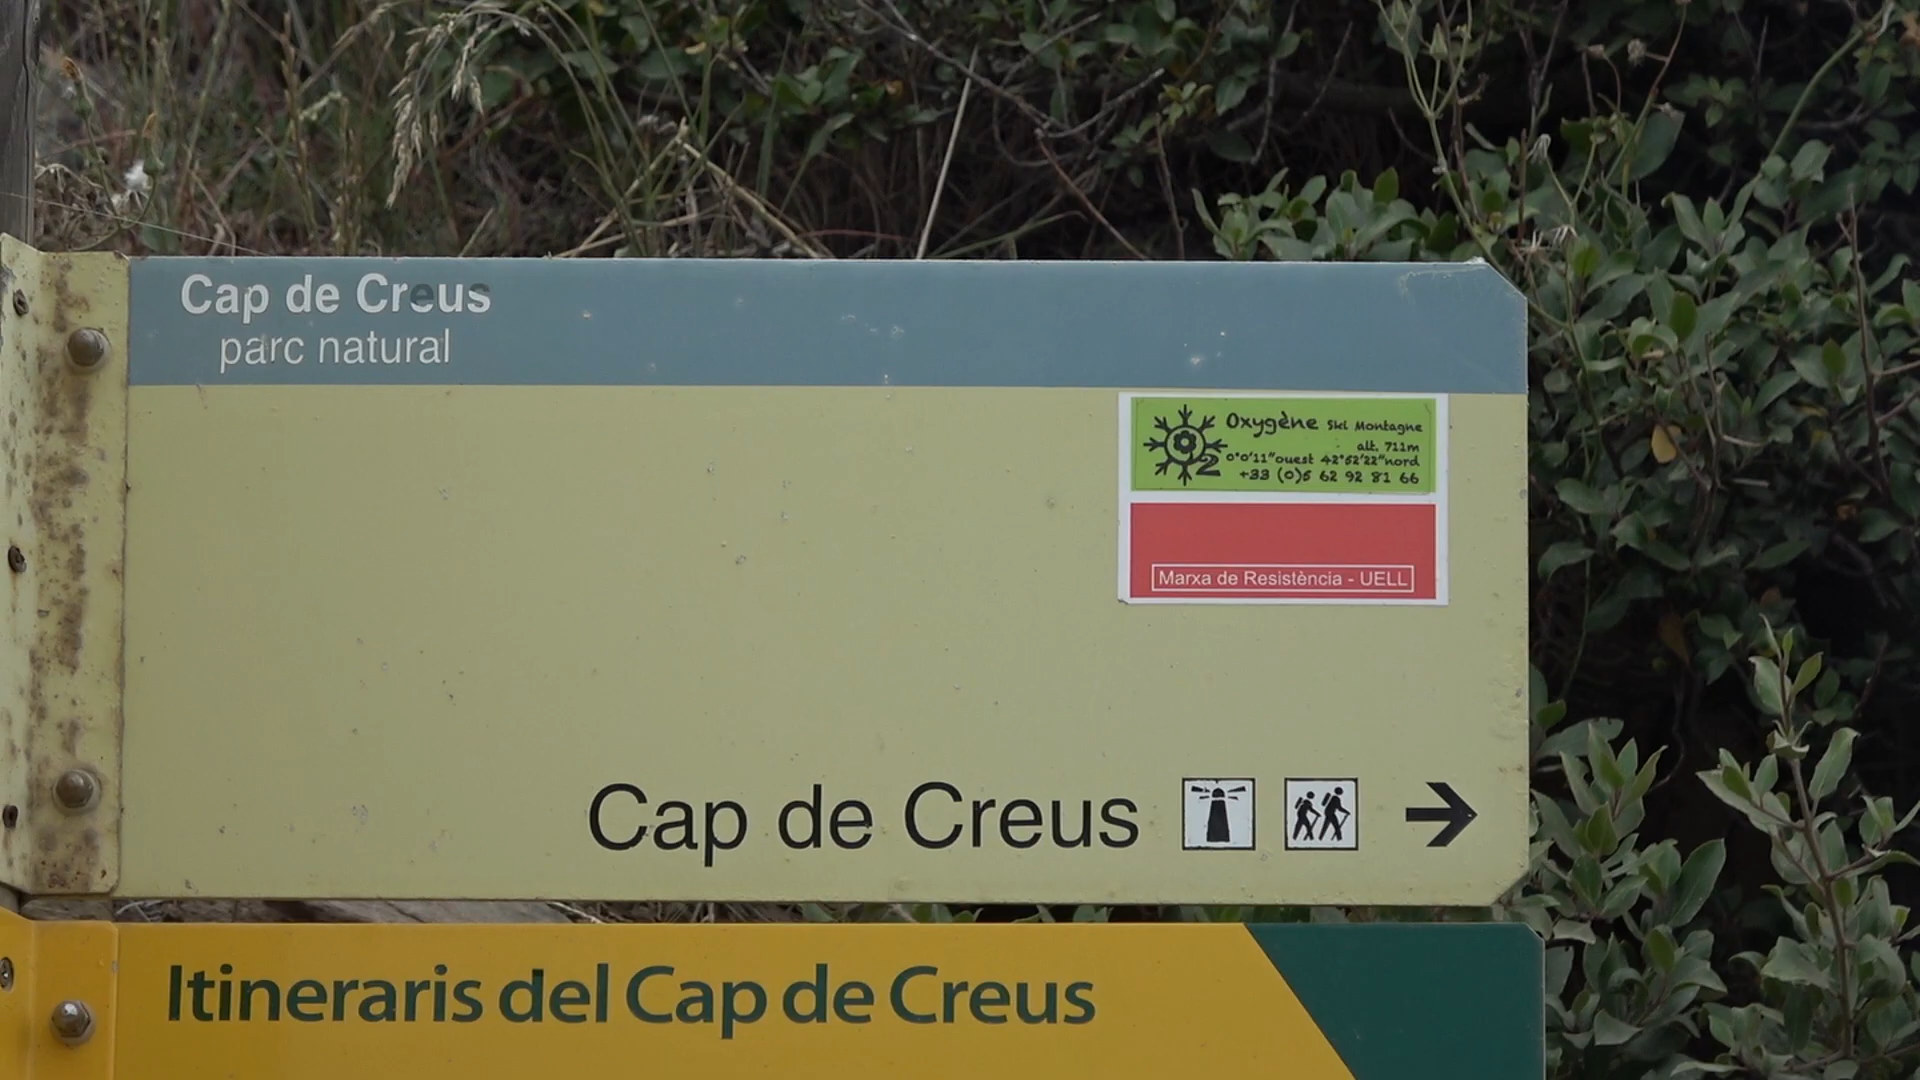 Cap de Creus
parc natural
Oxygène Ski Montagne
alt. 711m
0°0'11"ouest 42°52'22"nord
+33 (0)5 62 92 81 66
2
Marxa de Resistència - UELL
Cap de Creus
Itineraris del Cap de Creus